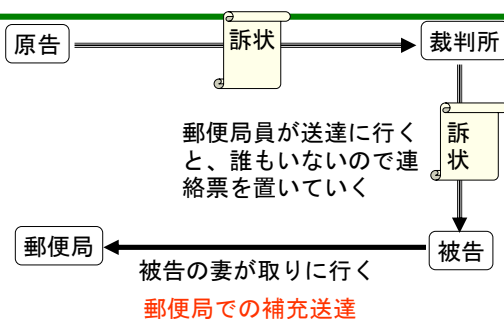 原告
訴状
裁判所
郵便局員が送達に行く
と、誰もいないので連
絡票を置いていく
訴
状
郵便局
被告
被告の妻が取りに行く
郵便局での補充送達